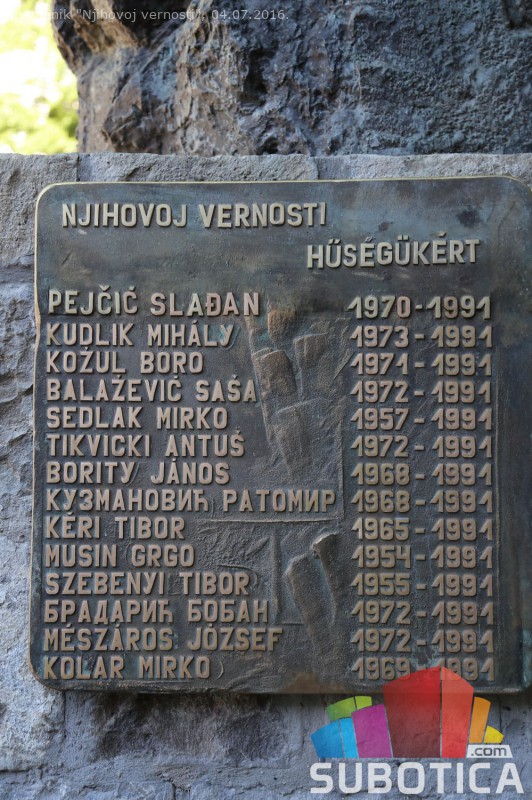 "Njihovoj vernosti", 04.07.2016.
NJIHOVOJ VERNOSTI
HŰSÉGÜKÉRT
PEJČIĆ SLAĐAN 1970-1991
KUDLIK MIHÁLY 1973-1991
KOŽUL BORO 1971-1991
BALAŽEVIĆ SAŠA 1972-1991
SEDLAK MIRKO 1957-1991
TIKVICKI ANTUŠ 1972-1991
BORITY JÁNOS 1968-1991
КУЗМАНОВИЋ РАТОМИР 1968-1991
KÉRI TIBOR 1965-1991
MUSIN GRGO 1954-1991
SZEBENYI TIBOR 1955-1991
БРАДАРИЋ БОБАН 1972-1991
MÉSZÁROS JÓZSEF 1972-1991
KOLAR MIRKO 1969-1991
.com
SUBOTICA